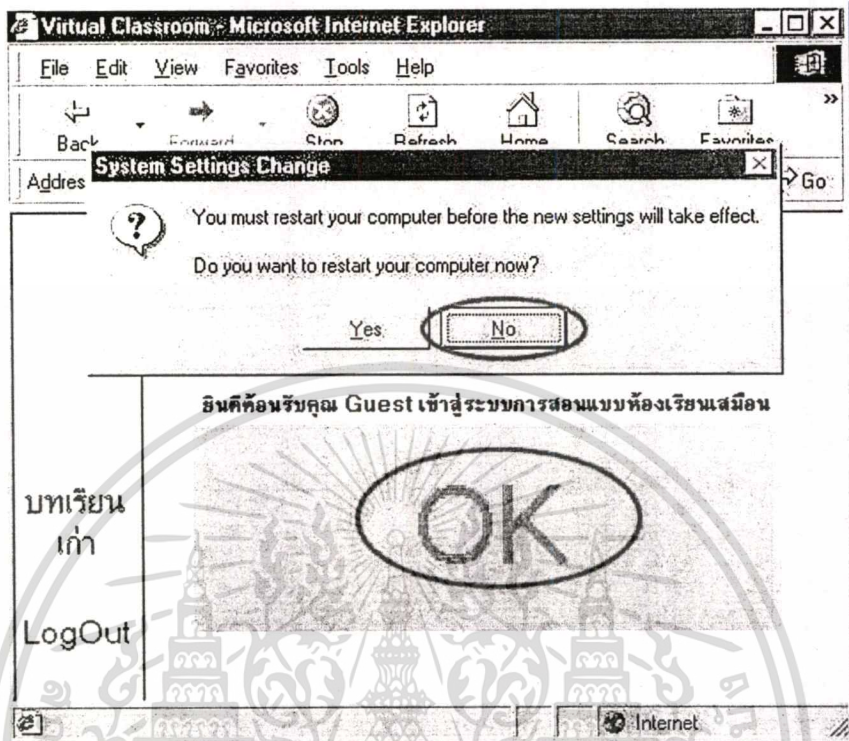 Virtual Classroom - Microsoft Internet Explorer
File Edit View Favorites Tools Help
Back Forward Stop Refresh Home Search Favorites »
Addres Go
System Settings Change
You must restart your computer before the new settings will take effect.
Do you want to restart your computer now?
Yes No
ยินดีต้อนรับคุณ Guest เข้าสู่ระบบการสอนแบบห้องเรียนเสมือน
OK
บทเรียน
เก่า
LogOut
Internet